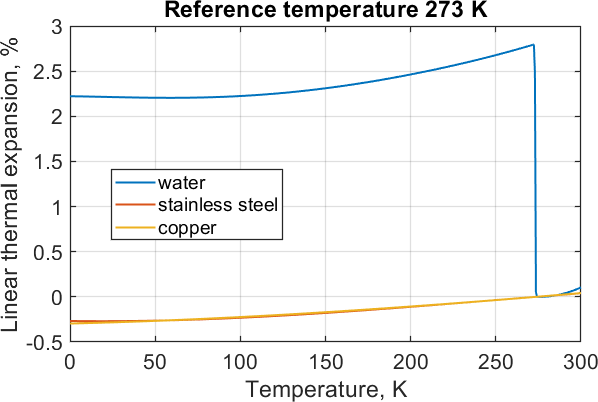 Reference temperature 273 K
Linear thermal expansion, %
3
2.5
2
1.5
1
0.5
0
-0.5
water
stainless steel
copper
0 50 100 150 200 250 300
Temperature, K